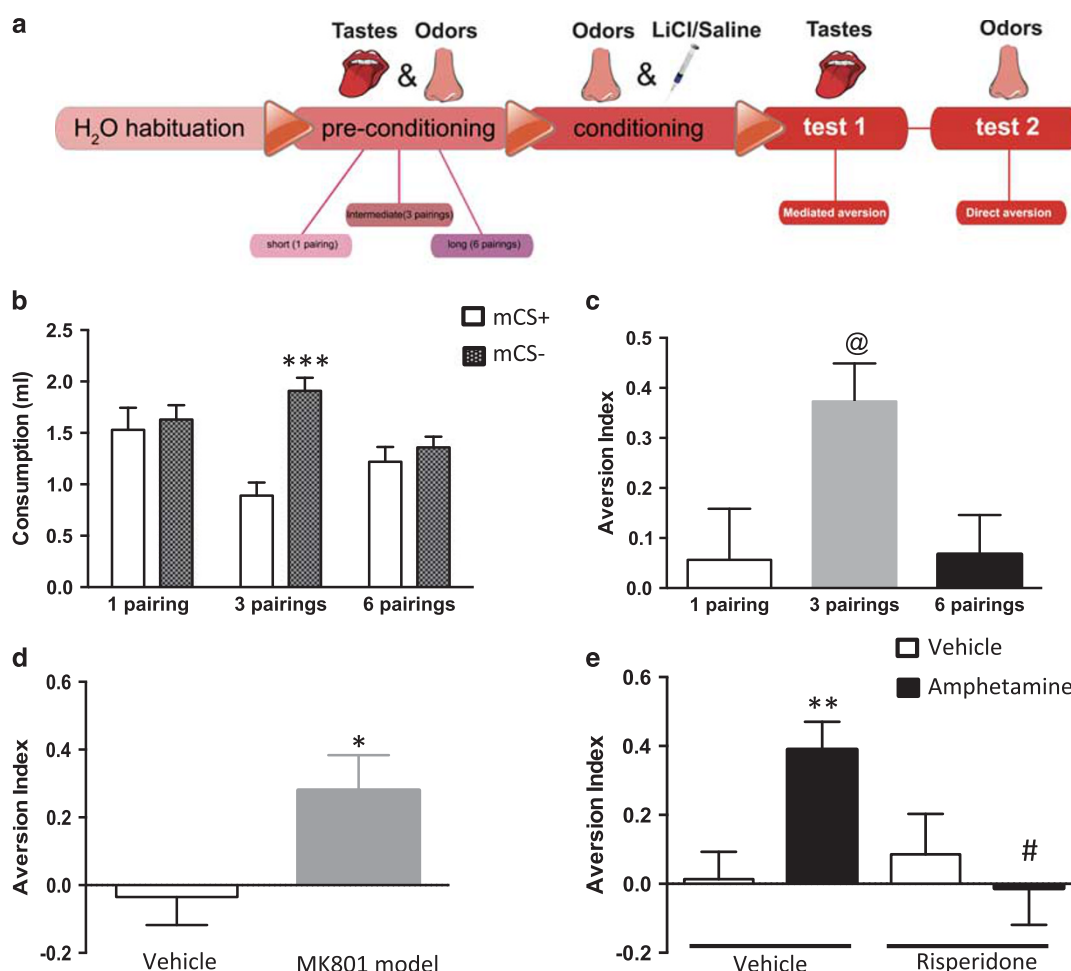 a
Tastes Odors Odors LiCl/Saline Tastes Odors
& &
H2O habituation pre-conditioning conditioning test 1 test 2
Intermediate(3 pairings) Mediated aversion Direct aversion
short (1 pairing) long (6 pairings)
b
mCS+
mCS-
Consumption (ml)
2.5
2.0
1.5
1.0
0.5
0.0
***
1 pairing 3 pairings 6 pairings
c
Aversion Index
0.5
0.4
0.3
0.2
0.1
0.0
@
1 pairing 3 pairings 6 pairings
d
Aversion Index
0.6
0.4
0.2
0.0
-0.2
*
Vehicle MK801 model
e
Vehicle
Amphetamine
Aversion Index
0.6
0.4
0.2
0.0
-0.2
**
#
Vehicle Risperidone